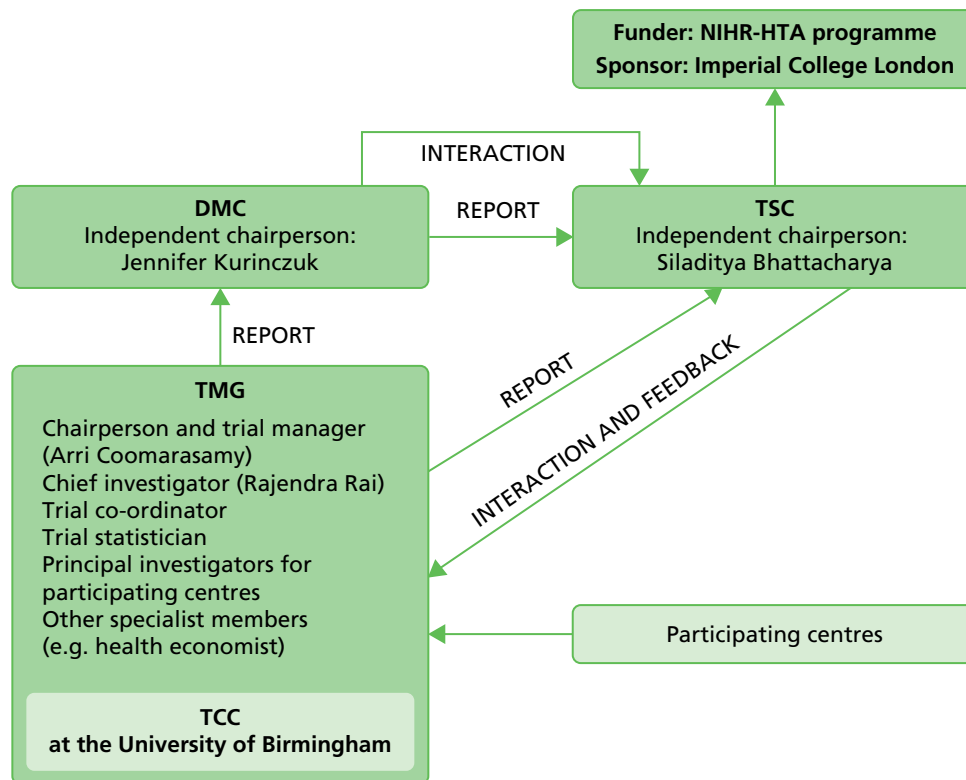 Funder: NIHR-HTA programme
Sponsor: Imperial College London
INTERACTION
DMC
Independent chairperson:
Jennifer Kurinczuk
REPORT
TSC
Independent chairperson:
Siladitya Bhattacharya
REPORT
REPORT
INTERACTION AND FEEDBACK
TMG
Chairperson and trial manager
(Arri Coomarasamy)
Chief investigator (Rajendra Rai)
Trial co-ordinator
Trial statistician
Principal investigators for
participating centres
Other specialist members
(e.g. health economist)
Participating centres
TCC
at the University of Birmingham